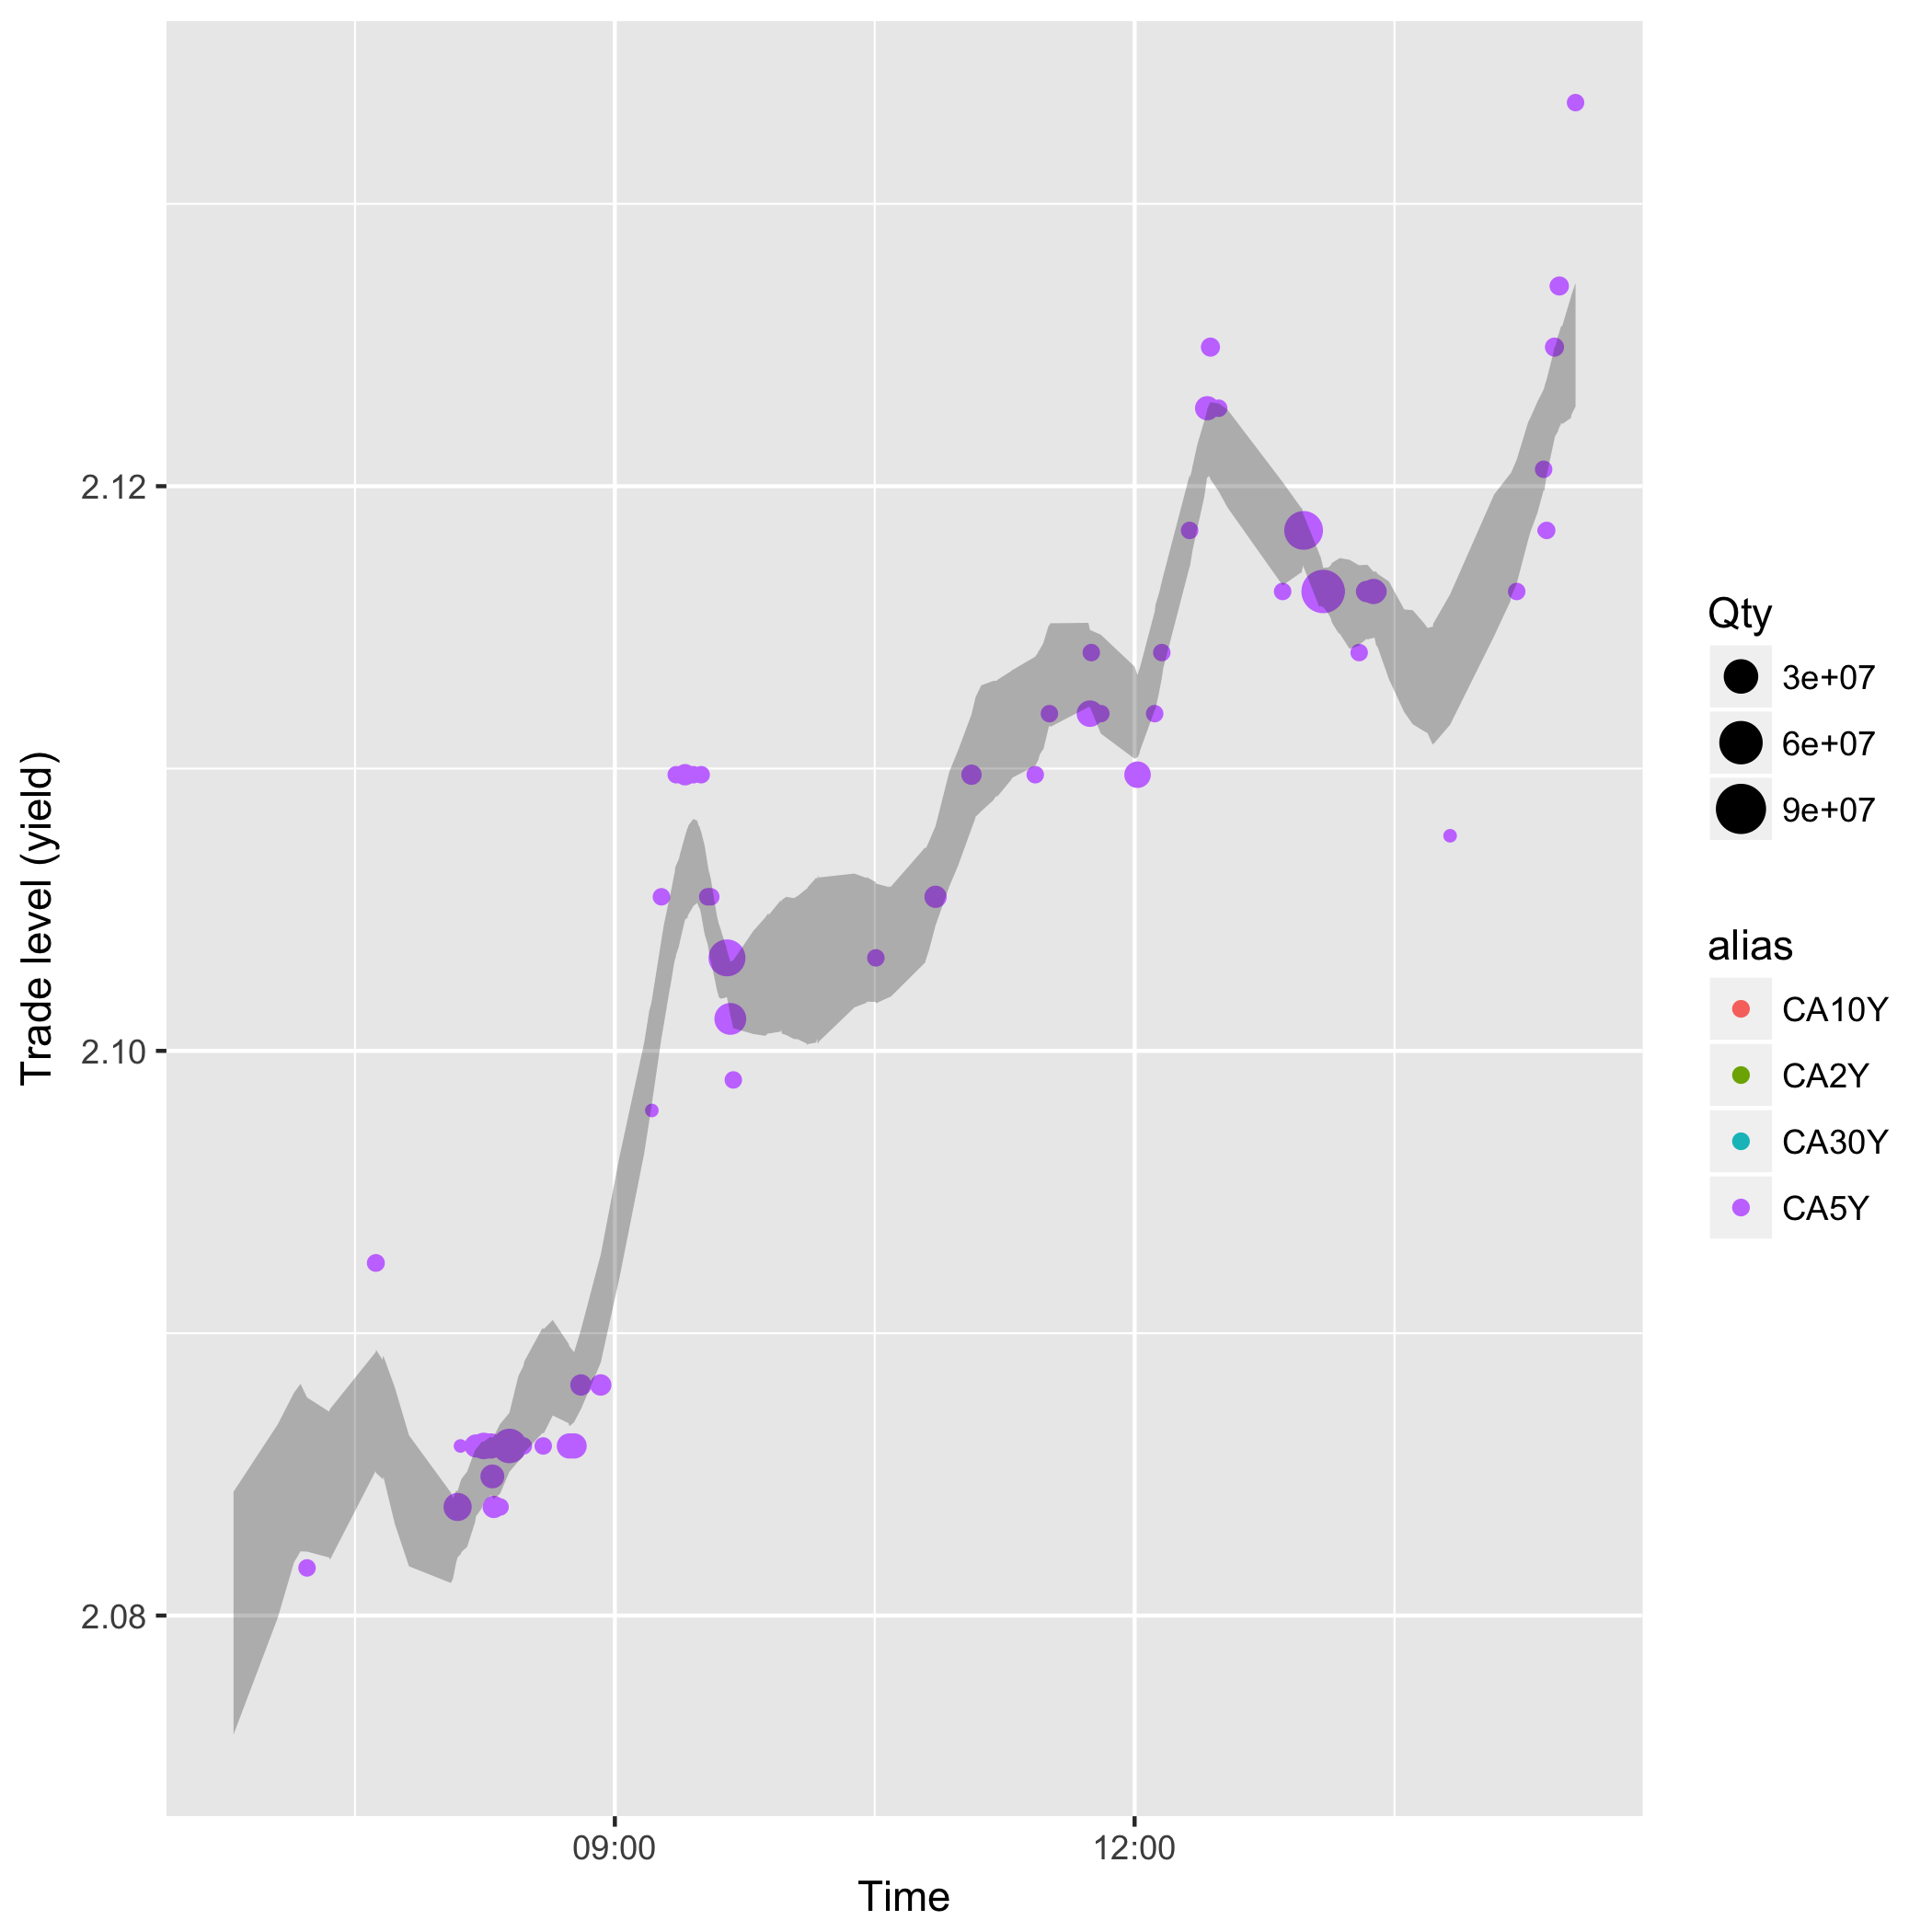 Trade level (yield)
2.12
2.10
2.08
09:00
12:00
Time
Qty
3e+07
6e+07
9e+07
alias
CA10Y
CA2Y
CA30Y
CA5Y